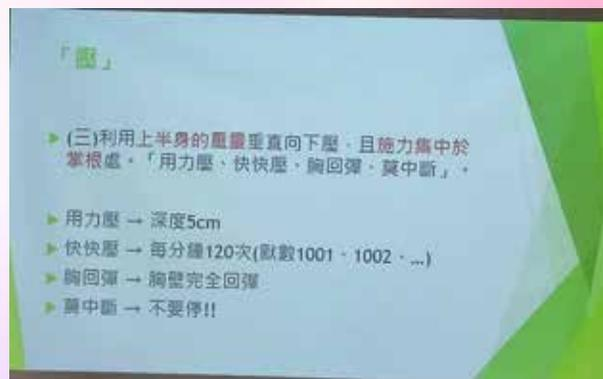 「壓」
(三)利用上半身的重量垂直向下壓，且施力集中於
掌根處。「用力壓、快快壓、胸回彈、莫中斷」。
用力壓 → 深度5cm
快快壓 → 每分鐘120次(默數1001、1002、...)
胸回彈 → 胸壁完全回彈
莫中斷 → 不要停!!